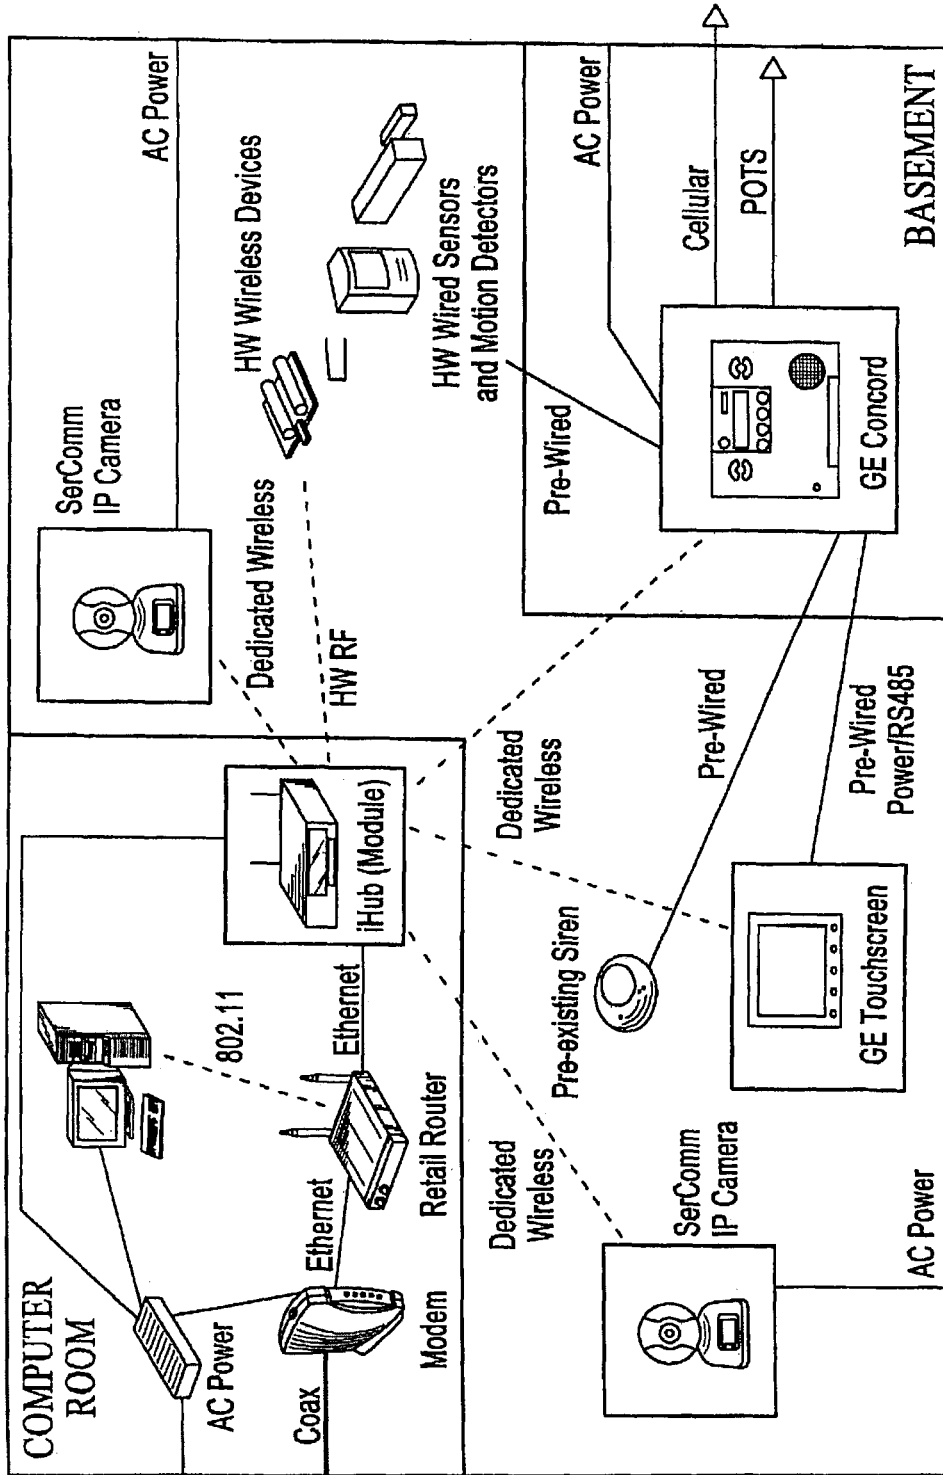 COMPUTER
ROOM
AC Power
Coax
Modem
Ethernet
Retail Router
802.11
Ethernet
iHub (Module)
SerComm
IP Camera
AC Power
Dedicated Wireless
HW RF
HW Wireless Devices
HW Wired Sensors
and Motion Detectors
Dedicated
Wireless
SerComm
IP Camera
AC Power
Pre-existing Siren
GE Touchscreen
Dedicated
Wireless
Pre-Wired
Pre-Wired
Power/RS485
Pre-Wired
GE Concord
AC Power
Cellular
POTS
BASEMENT